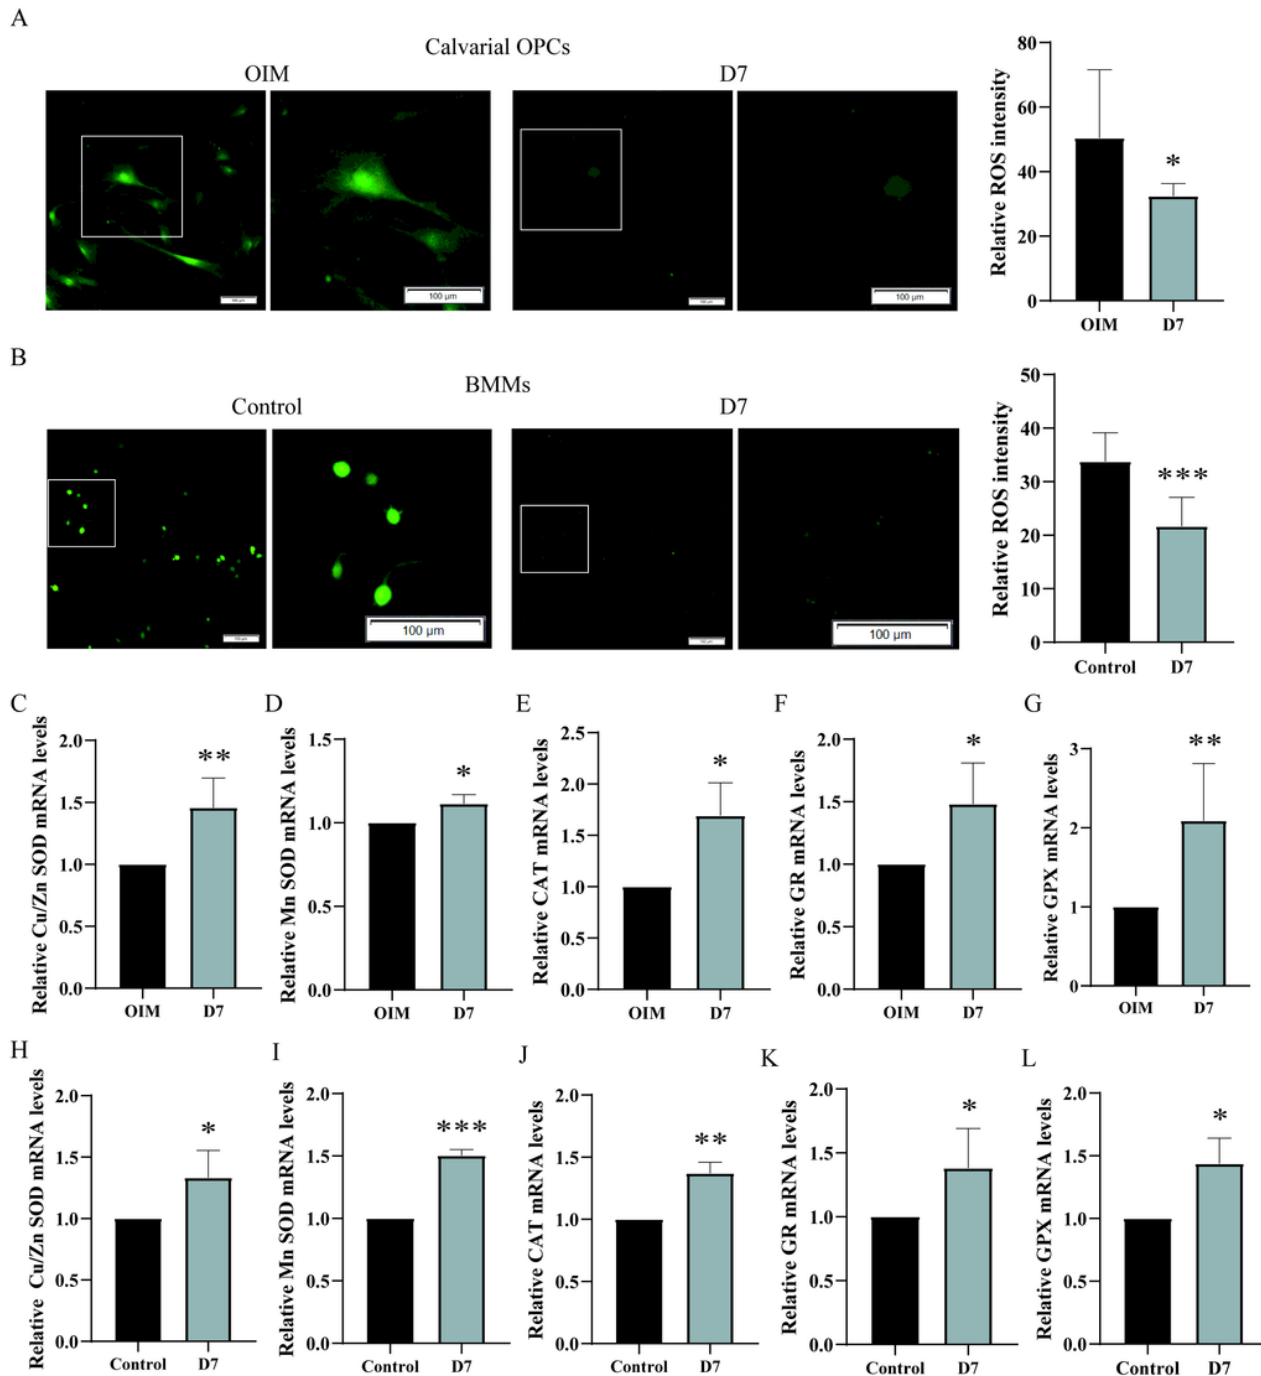 A
Calvarial OPCs
OIM
D7
100 µm
100 µm
Relative ROS intensity
80
60
40
20
0
*
OIM
D7
B
BMMs
Control
D7
100 µm
100 µm
Relative ROS intensity
50
40
30
20
10
0
***
Control
D7
C
Relative Cu/Zn SOD mRNA levels
2.0
1.5
1.0
0.5
0.0
**
OIM
D7
D
Relative Mn SOD mRNA levels
1.5
1.0
0.5
0.0
*
OIM
D7
E
Relative CAT mRNA levels
2.5
2.0
1.5
1.0
0.5
0.0
*
OIM
D7
F
Relative GR mRNA levels
2.0
1.5
1.0
0.5
0.0
*
OIM
D7
G
Relative GPX mRNA levels
3
2
1
0
**
OIM
D7
H
Relative Cu/Zn SOD mRNA levels
2.0
1.5
1.0
0.5
0.0
*
Control
D7
I
Relative Mn SOD mRNA levels
2.0
1.5
1.0
0.5
0.0
***
Control
D7
J
Relative CAT mRNA levels
2.0
1.5
1.0
0.5
0.0
**
Control
D7
K
Relative GR mRNA levels
2.0
1.5
1.0
0.5
0.0
*
Control
D7
L
Relative GPX mRNA levels
2.0
1.5
1.0
0.5
0.0
*
Control
D7